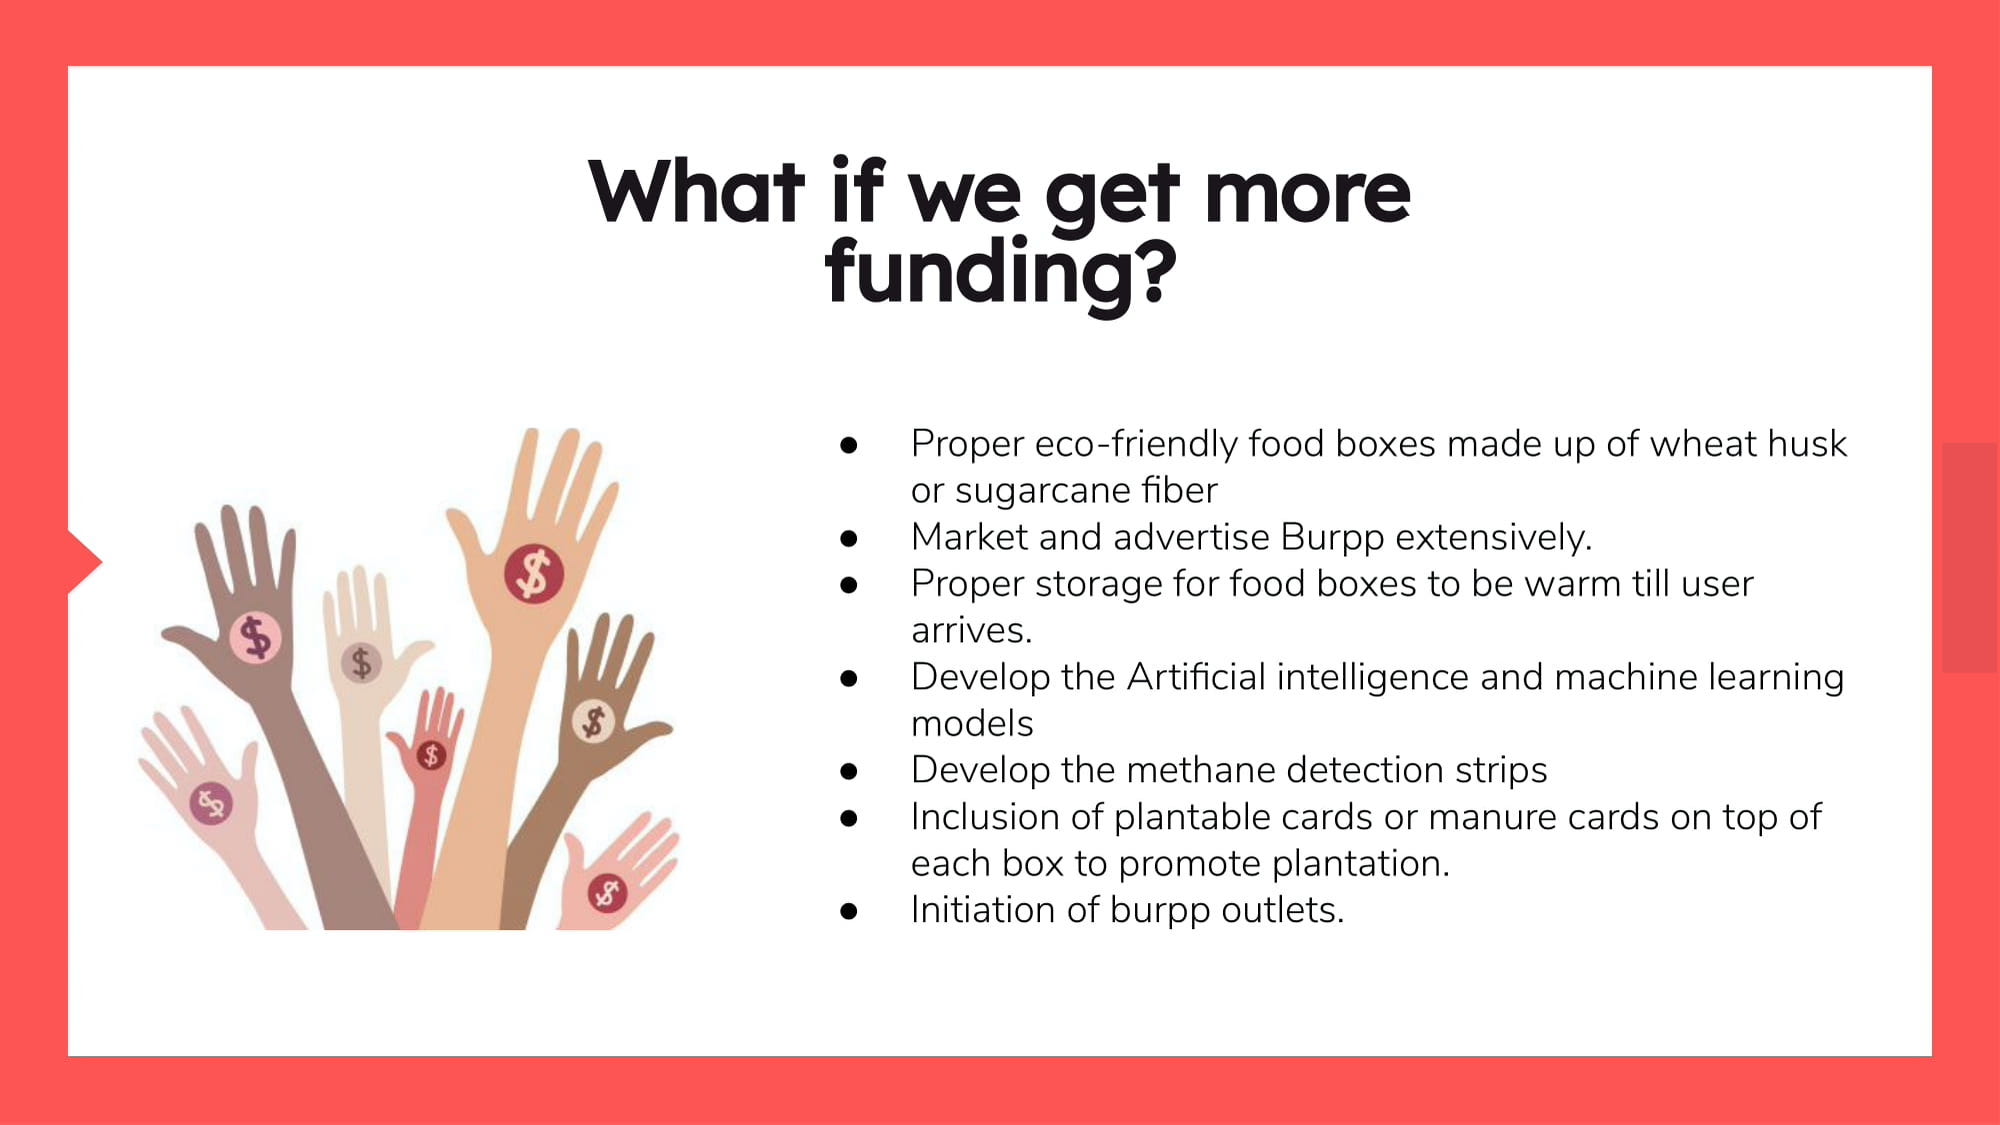 What if we get more
funding?
● Proper eco-friendly food boxes made up of wheat husk
or sugarcane fiber
● Market and advertise Burpp extensively.
● Proper storage for food boxes to be warm till user
arrives.
● Develop the Artificial intelligence and machine learning
models
● Develop the methane detection strips
● Inclusion of plantable cards or manure cards on top of
each box to promote plantation.
● Initiation of burpp outlets.
$
$
$
$
$
$
$